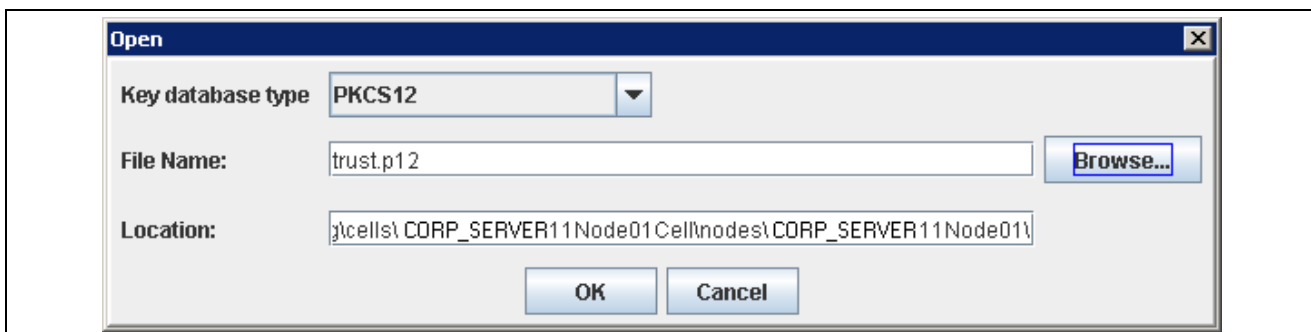 Open
Key database type PKCS12
File Name: trust.p12 Browse...
Location: g\cells\ CORP_SERVER11Node01Cell\nodes\ CORP_SERVER11Node01\
OK Cancel